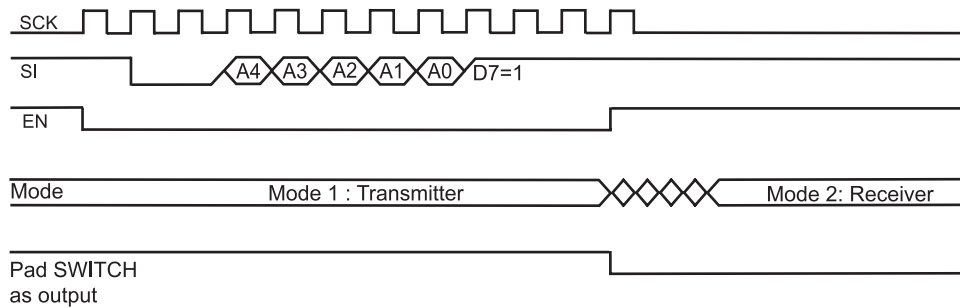 SCK
SI
A4 A3 A2 A1 A0 D7=1
EN
Mode
Mode 1 : Transmitter
Mode 2: Receiver
Pad SWITCH
as output